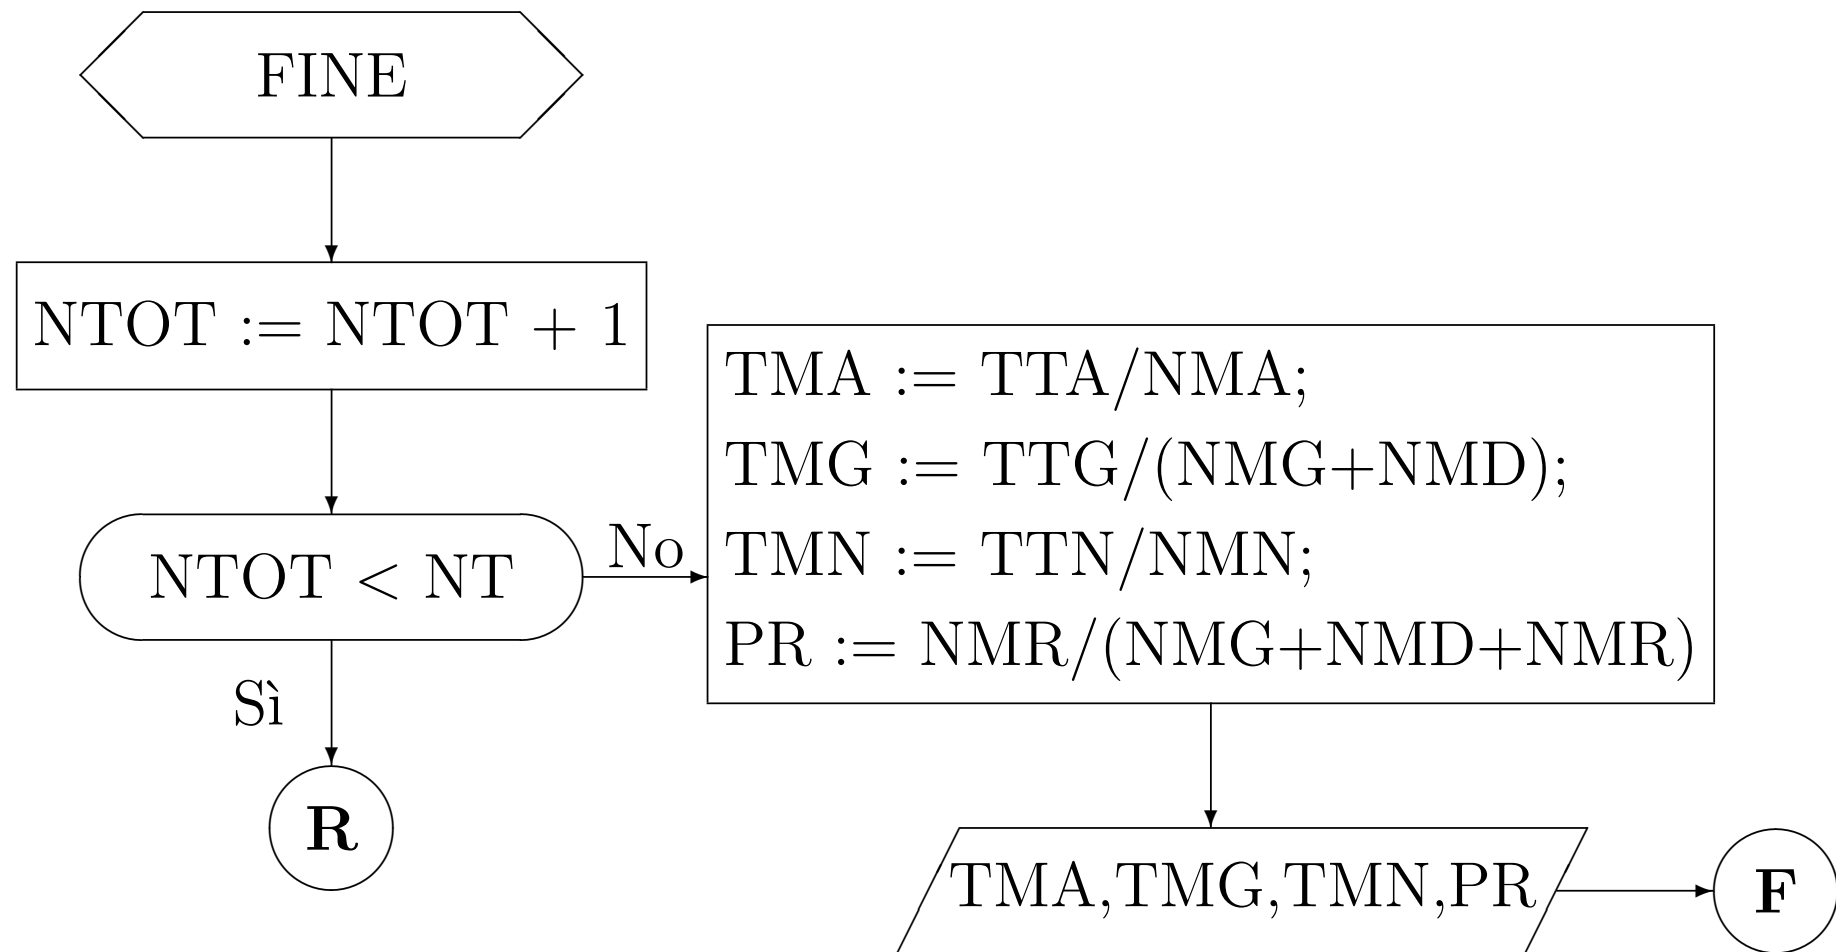 FINE
NTOT := NTOT + 1
NTOT < NT
No
Sì
R
TMA := TTA/NMA;
TMG := TTG/(NMG+NMD);
TMN := TTN/NMN;
PR := NMR/(NMG+NMD+NMR)
TMA,TMG,TMN,PR
F